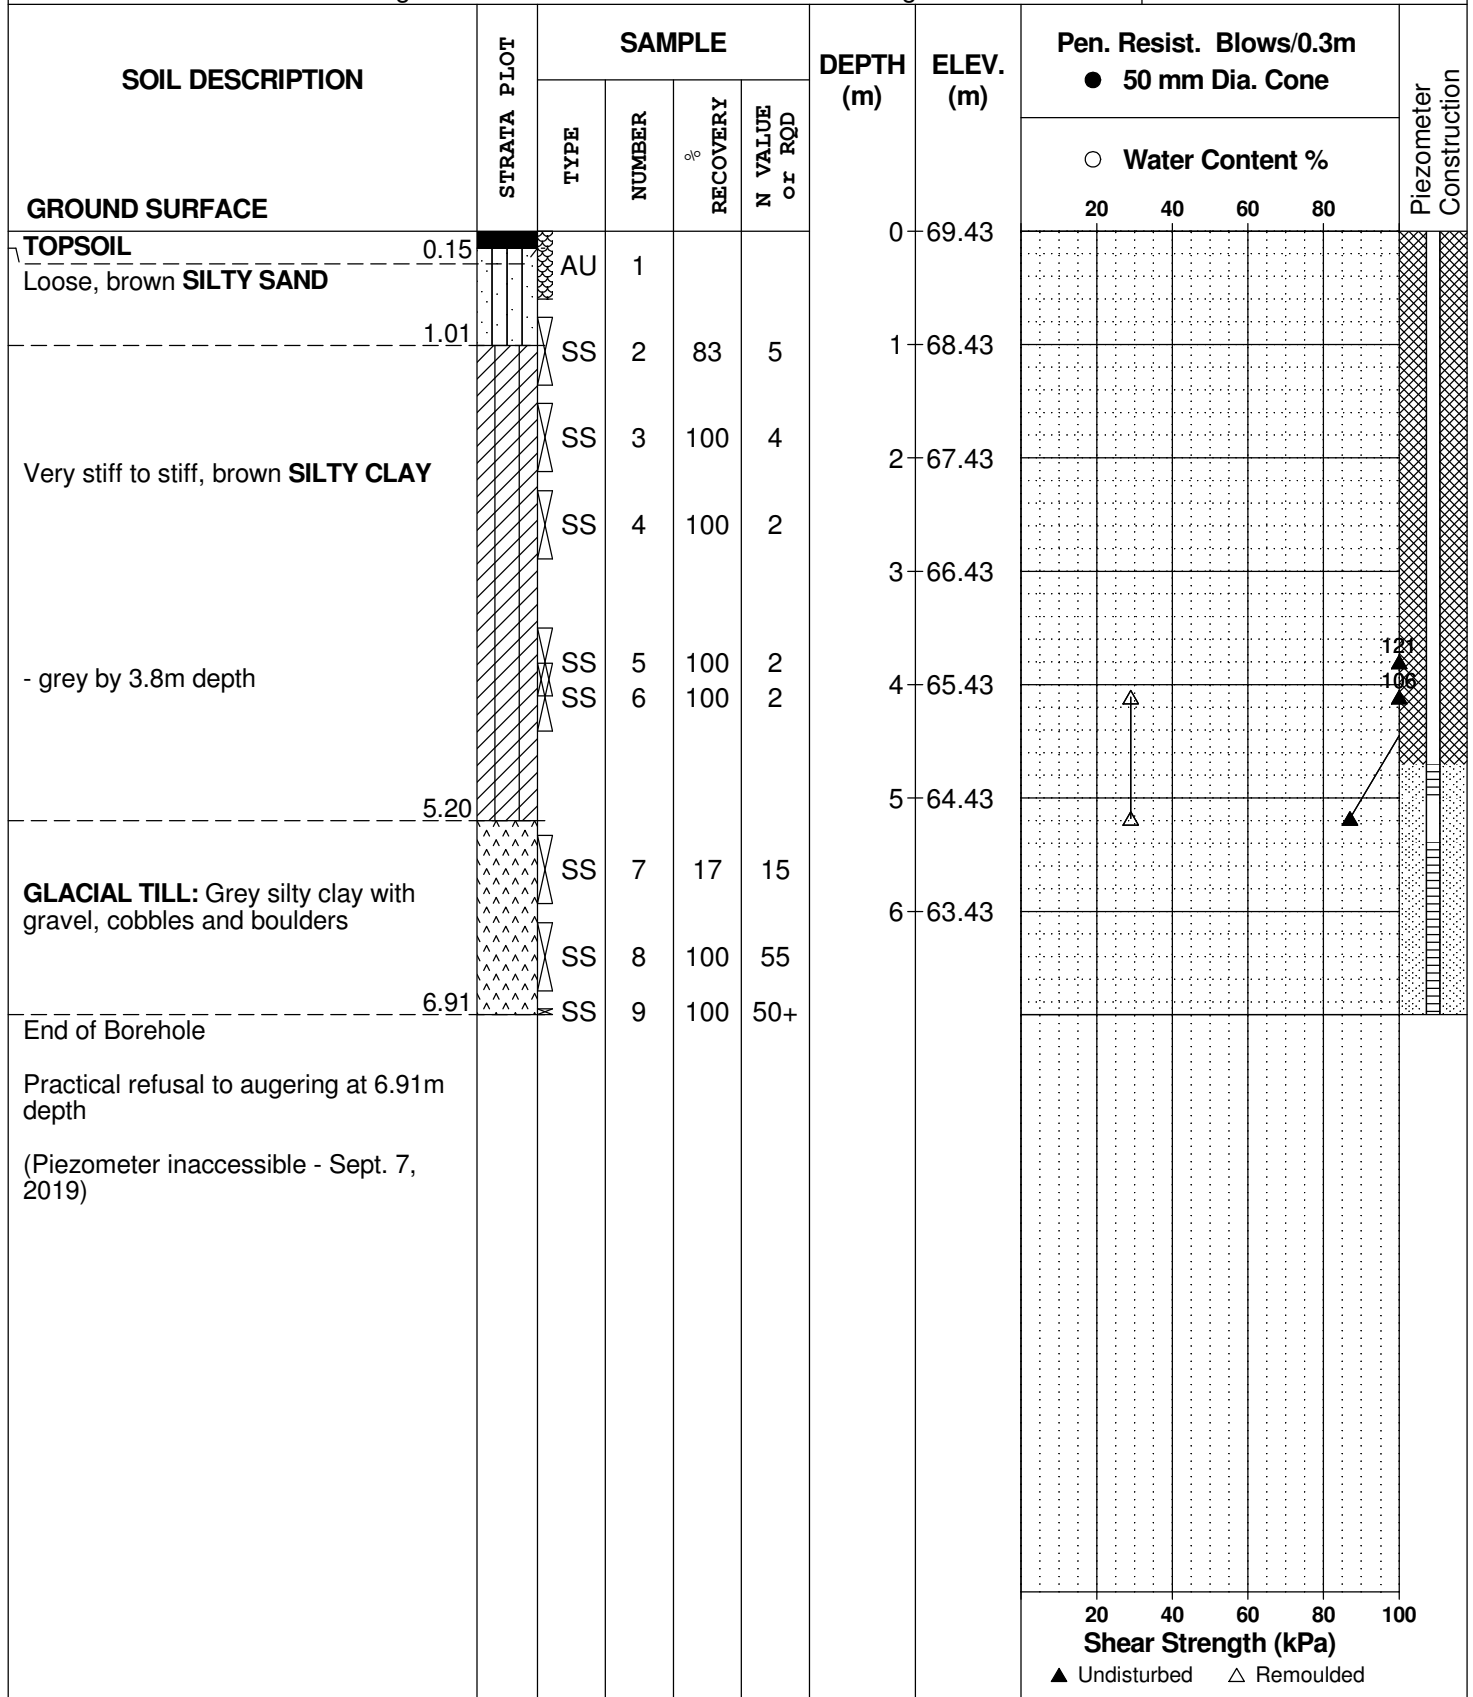 SOIL DESCRIPTION
GROUND SURFACE
STRATA PLOT
SAMPLE
TYPE
NUMBER
% RECOVERY
N VALUE or RQD
DEPTH (m)
ELEV. (m)
Pen. Resist. Blows/0.3m
● 50 mm Dia. Cone
○ Water Content %
20 40 60 80
Piezometer Construction
0 69.43
TOPSOIL 0.15
AU 1
Loose, brown SILTY SAND
1.01
SS 2 83 5
1 68.43
SS 3 100 4
2 67.43
Very stiff to stiff, brown SILTY CLAY
SS 4 100 2
3 66.43
121
SS 5 100 2
- grey by 3.8m depth
106
4 65.43
SS 6 100 2
5 64.43
5.20
SS 7 17 15
GLACIAL TILL: Grey silty clay with
gravel, cobbles and boulders
6 63.43
SS 8 100 55
6.91
SS 9 100 50+
End of Borehole
Practical refusal to augering at 6.91m
depth
(Piezometer inaccessible - Sept. 7,
2019)
20 40 60 80 100
Shear Strength (kPa)
▲ Undisturbed △ Remoulded